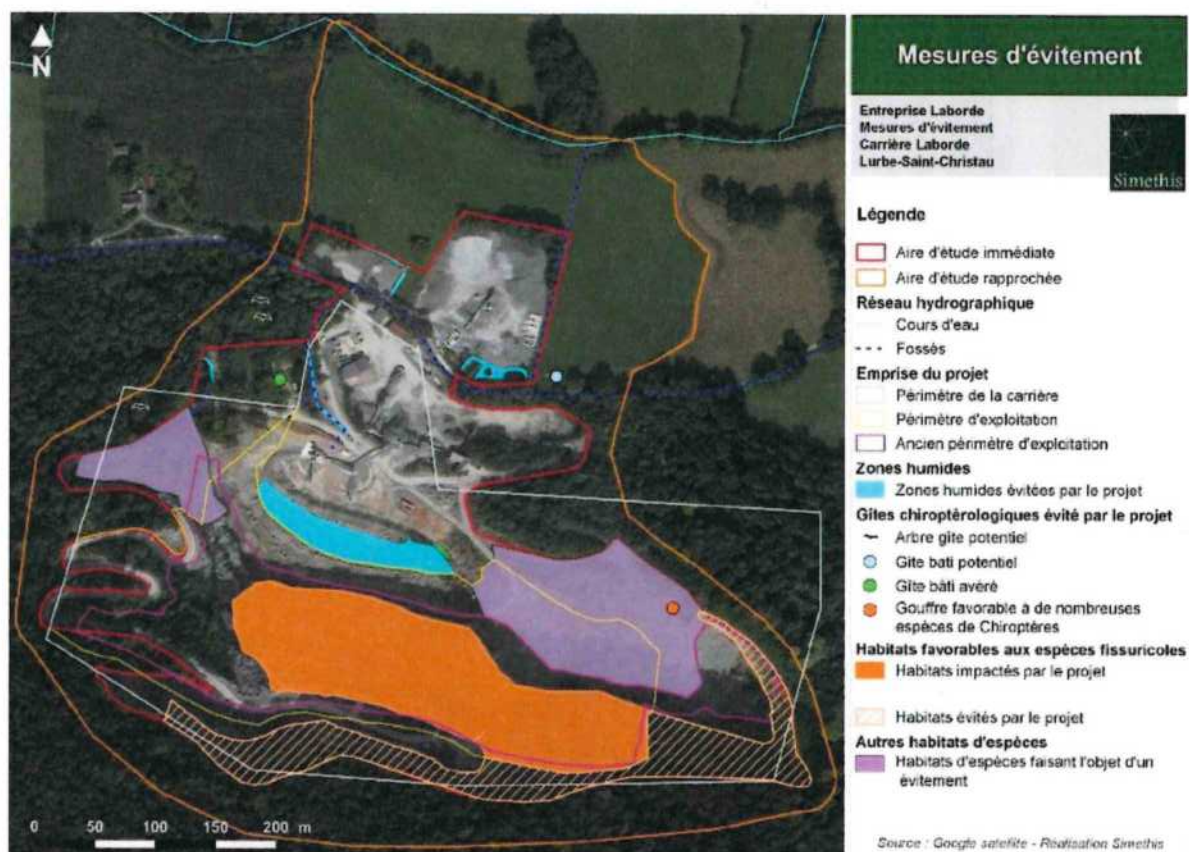 N
0 50 100 150 200 m
Mesures d'évitement
Entreprise Laborde
Mesures d'évitement
Carrière Laborde
Lurbe-Saint-Christau
Simethis
Légende
Aire d'étude immédiate
Aire d'étude rapprochée
Réseau hydrographique
Cours d'eau
Fossés
Emprise du projet
Périmètre de la carrière
Périmètre d'exploitation
Ancien périmètre d'exploitation
Zones humides
Zones humides évitées par le projet
Gîtes chiroptérologiques évité par le projet
Arbre gîte potentiel
Gîte bati potentiel
Gîte bâti avéré
Gouffre favorable à de nombreuses
espèces de Chiroptères
Habitats favorables aux espèces fissuricoles
Habitats impactés par le projet
Habitats évités par le projet
Autres habitats d'espèces
Habitats d'espèces faisant l'objet d'un
évitement
Source : Google satellite - Réalisation Simethis